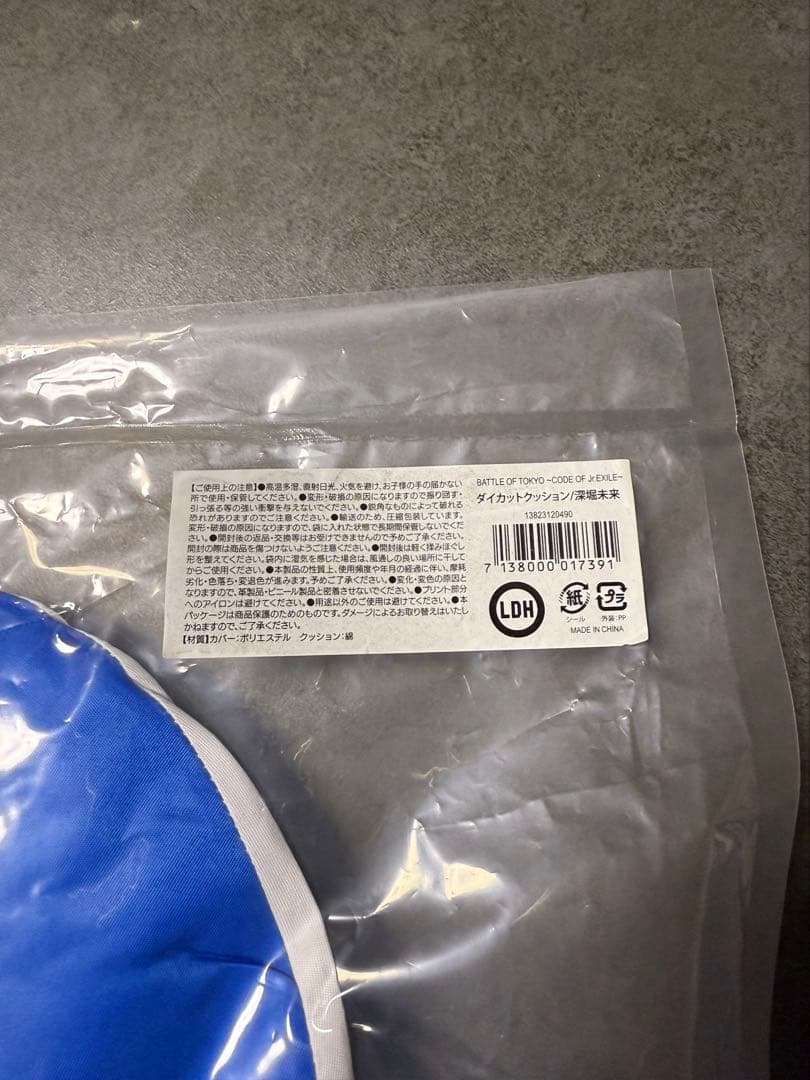 【ご使用上の注意】●高温多湿、直射日光、火気を避け、お子様の手の届かない
所で使用・保管してください。●変形・破損の原因になりますので振り回す・
引っ張る等の強い衝撃を与えないでください。●鋭角なものによって破れる
恐れがありますのでご注意ください。●輸送のため、圧縮包装しています。
変形・破損の原因になりますので、袋に入れた状態で長期間保管しないでくだ
さい。●開封後の返品・交換等はお受けできませんので予めご了承ください。
開封の際は商品を傷つけないようご注意ください。●開封後は軽く揉みほぐし
形を整えてください。袋内に湿気を感じた場合は、風通しの良い場所に干して
からご使用ください。●本製品の性質上、使用頻度や年月の経過に伴い、摩耗
劣化・色落ち・変退色が進みます。予めご了承ください。●変化・変色の原因と
なりますので、革製品・ビニール製品と密着させないでください。●プリント部分
へのアイロンは避けてください。●用途以外のご使用は避けてください。●本
パッケージは商品保護のためのものです。ダメージによるお取り替えはいたし
かねますので、ご了承ください。
【材質】カバー：ポリエステル　クッション：綿
BATTLE OF TOKYO ~CODE OF Jr.EXILE~
ダイカットクッション/深堀未来
13823120490
7 138000 017391
LDH
紙
シール
プラ
外装：PP
MADE IN CHINA